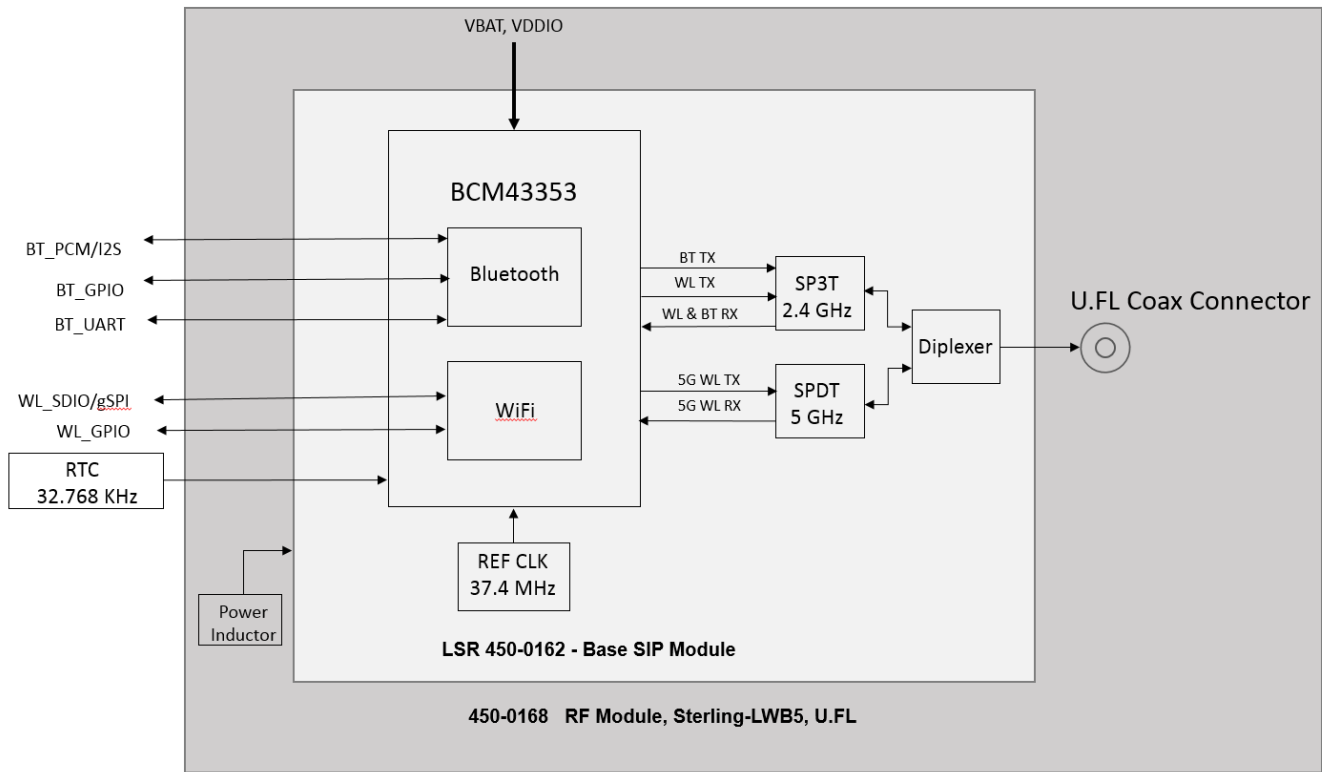 VBAT, VDDIO
BCM43353
BT_PCM/I2S
Bluetooth
BT_GPIO
BT_UART
BT TX
WL TX
WL & BT RX
SP3T
2.4 GHz
U.FL Coax Connector
Diplexer
WL_SDIO/gSPI
WL_GPIO
WiFi
5G WL TX
5G WL RX
SPDT
5 GHz
RTC
32.768 KHz
REF CLK
37.4 MHz
Power
Inductor
LSR 450-0162 - Base SIP Module
450-0168 RF Module, Sterling-LWB5, U.FL